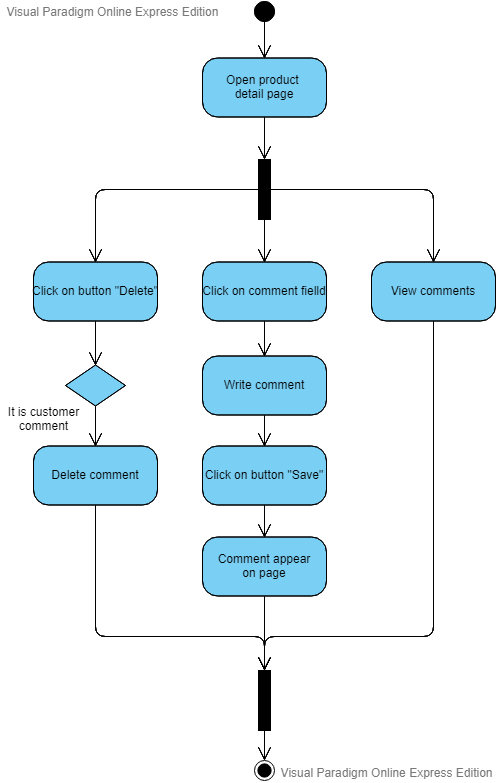 Visual Paradigm Online Express Edition
Open product
detail page
Click on button "Delete"
Click on comment fielld
View comments
Write comment
It is customer
comment
Delete comment
Click on button "Save"
Comment appear
on page
Visual Paradigm Online Express Edition